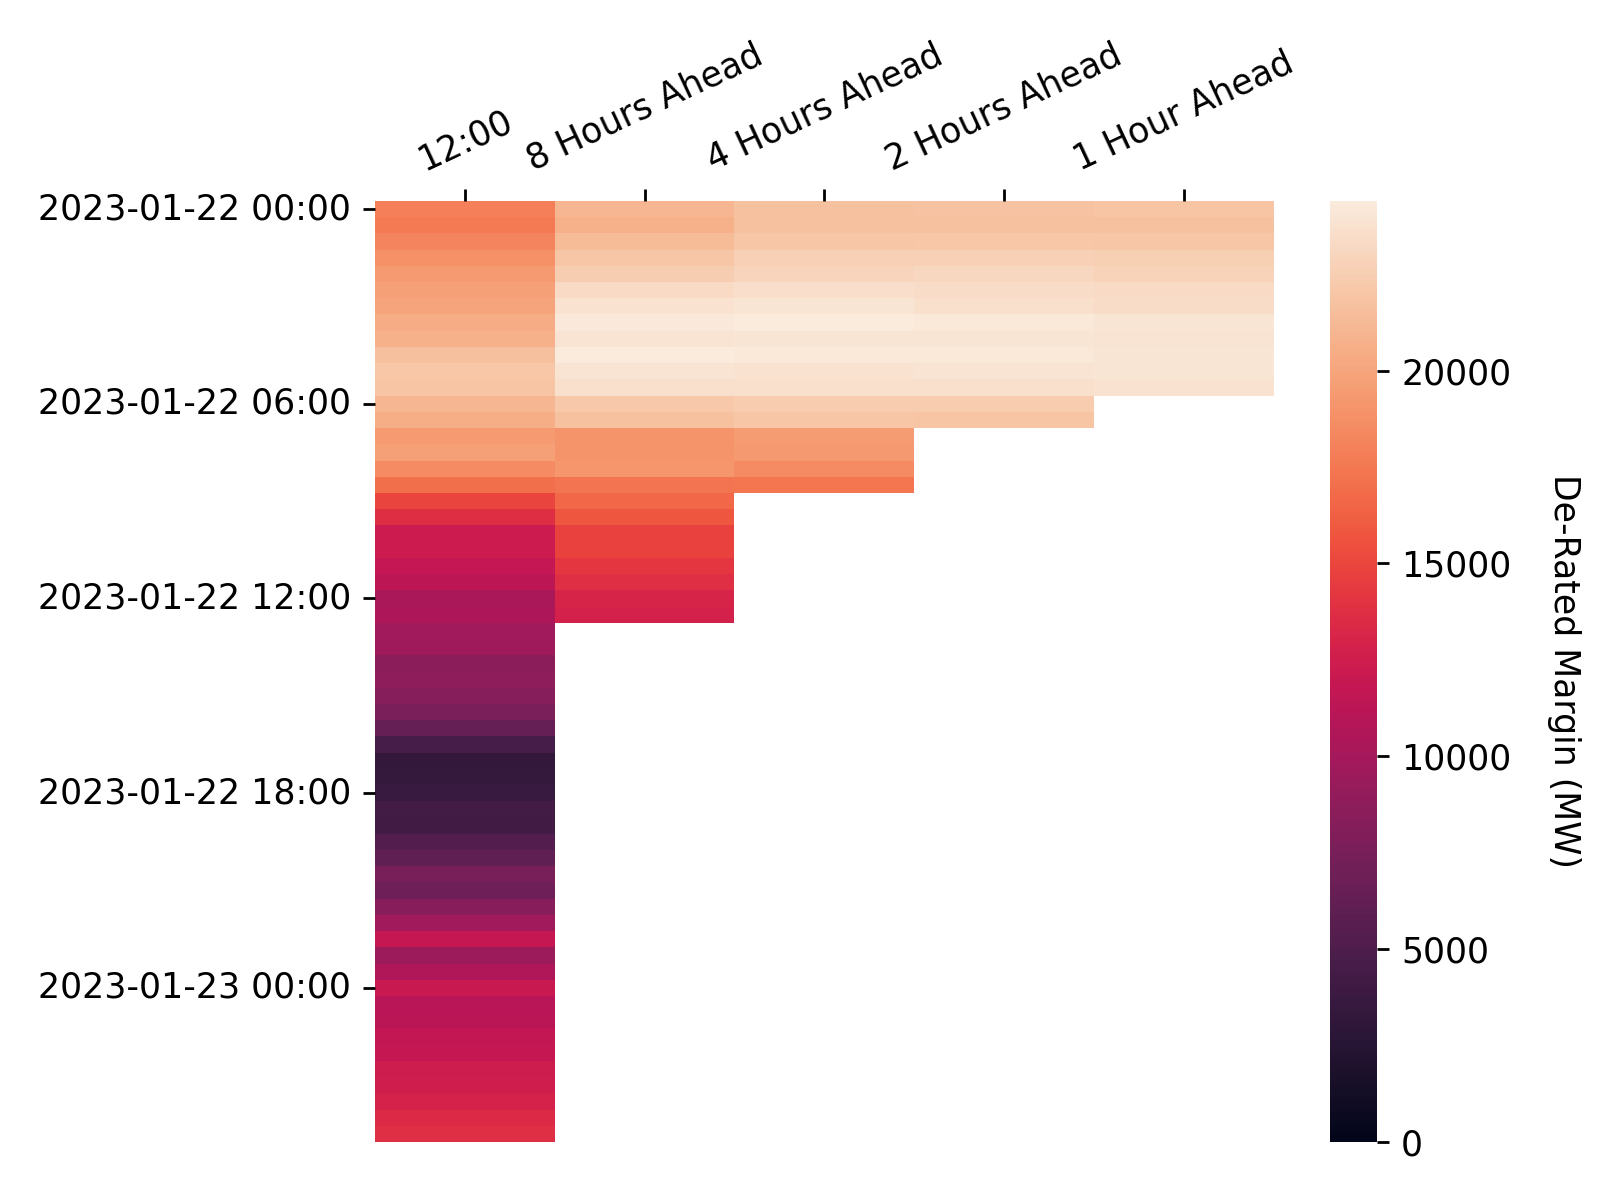 12:00
8 Hours Ahead
4 Hours Ahead
2 Hours Ahead
1 Hour Ahead
2023-01-22 00:00
2023-01-22 06:00
2023-01-22 12:00
2023-01-22 18:00
2023-01-23 00:00
20000
15000
10000
5000
0
De-Rated Margin (MW)